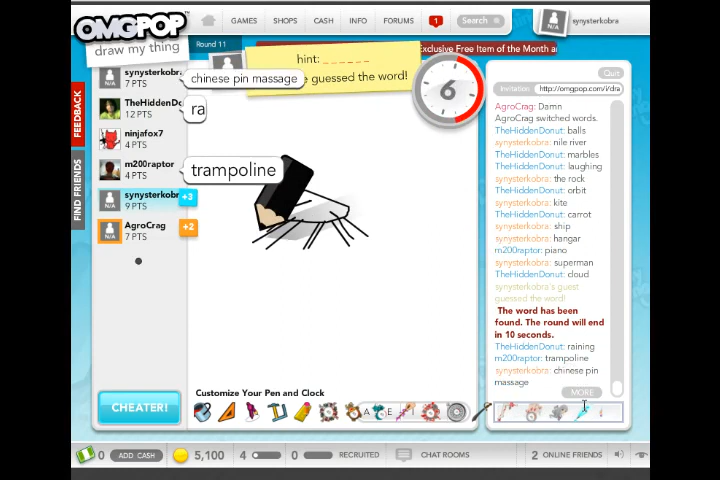 OMGPOP
GAMES
SHOPS
CASH
INFO
FORUMS
1
Search
N/A
synysterkobra
draw my thing
Round 11
hint: _ _ _ _ _ _
guessed the word!
Exclusive Free Item of the Month
6
Quit
Invitation
http://omgpop.com/i/dra
FEEDBACK
FIND FRIENDS
N/A
synysterkobr
7 PTS
chinese pin massage
TheHiddenDo
12 PTS
ra
ninjafox7
4 PTS
m200raptor
4 PTS
trampoline
N/A
synysterkobr
9 PTS
+3
N/A
AgroCrag
7 PTS
+2
AgroCrag: Damn
AgroCrag switched words.
TheHiddenDonut: balls
synysterkobra: nile river
TheHiddenDonut: marbles
TheHiddenDonut: laughing
synysterkobra: the rock
TheHiddenDonut: orbit
synysterkobra: kite
TheHiddenDonut: carrot
synysterkobra: ship
synysterkobra: hangar
m200raptor: piano
synysterkobra: superman
TheHiddenDonut: cloud
synysterkobra's guest
guessed the word!
The word has been
found. The round will end
in 10 seconds.
TheHiddenDonut: raining
m200raptor: trampoline
synysterkobra: chinese pin
massage
MORE
Customize Your Pen and Clock
CHEATER!
0
ADD CASH
5,100
4
0
RECRUITED
CHAT ROOMS
2 ONLINE FRIENDS